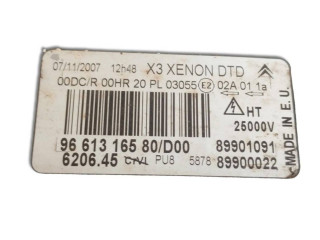 07/11/2007 12h48 X3 XENON DTD
00DC/R 00HR 20 PL 03055 E2 02A 01 1a
HT
25000V
96 613 165 80/D00 89901091
6206.45 PU8 5878 89900022
MADE IN E.U.